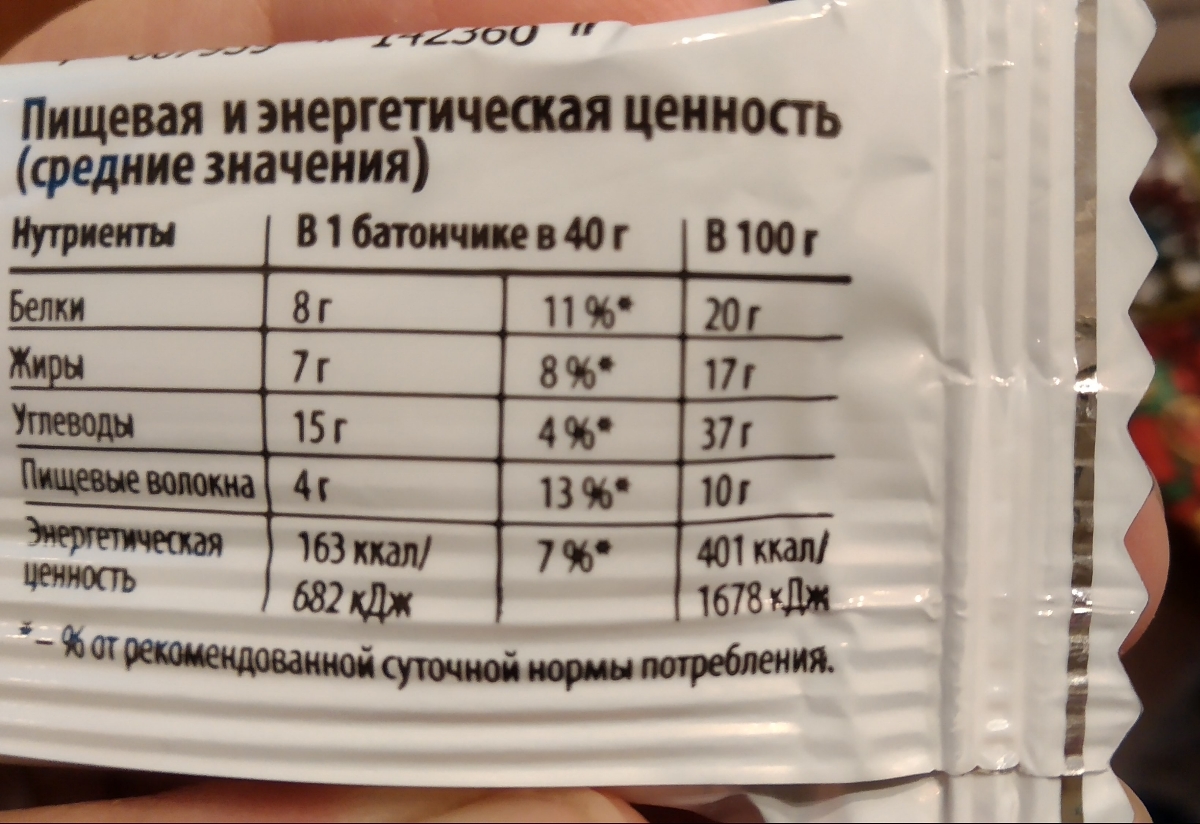 142360 "
Пищевая и энергетическая ценность
(средние значения)
Нутриенты В 1 батончике в 40 г В 100 г
Белки 8 г 11 %* 20 г
Жиры 7 г 8 %* 17 г
Углеводы 15 г 4 %* 37 г
Пищевые волокна 4 г 13 %* 10 г
Энергетическая 163 ккал/ 7 %* 401 ккал/
ценность 682 кДж 1678 кДж
*– % от рекомендованной суточной нормы потребления.